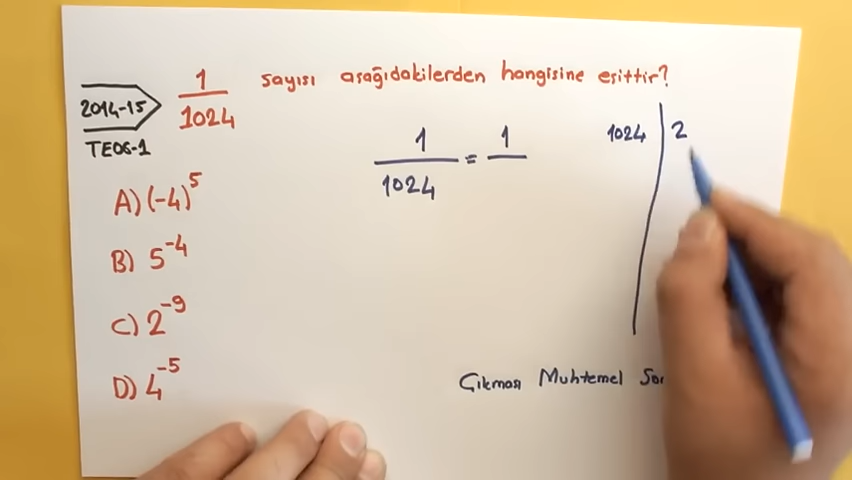 2014-15
TEOG-1
1/1024 sayısı aşağıdakilerden hangisine eşittir?
A) (-4)^5
B) 5^-4
C) 2^-9
D) 4^-5
1/1024 = 1/
1024 | 2
Çıkması Muhtemel